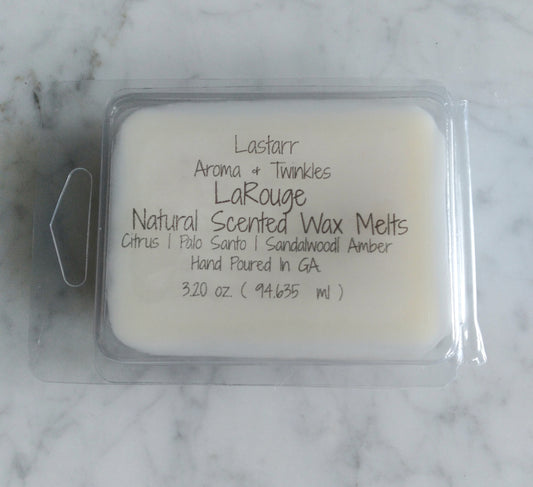 Lastarr
Aroma & Twinkles
LaRouge
Natural Scented Wax Melts
Citrus | Palo Santo | Sandalwood| Amber
Hand Poured In GA.
3.20 oz. ( 94.635 ml )